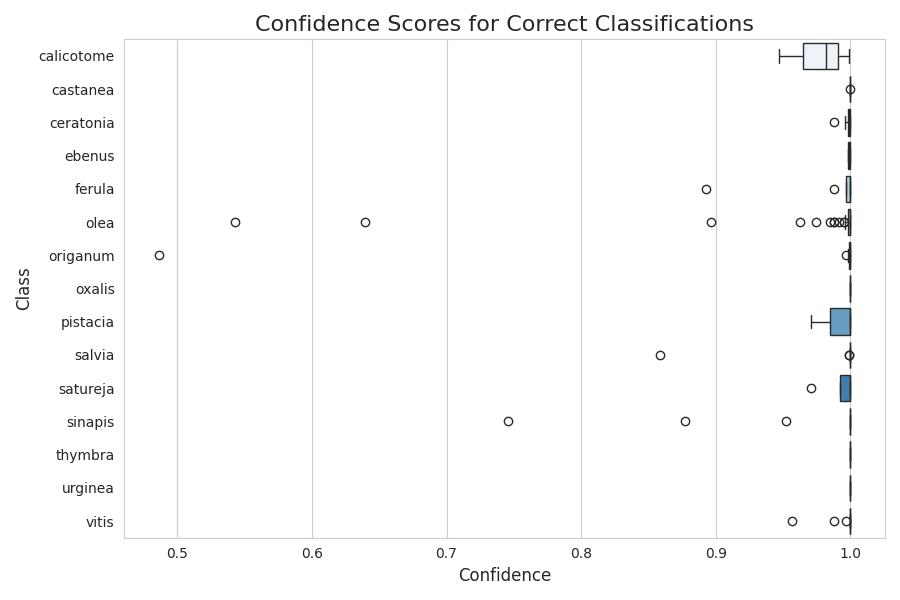 Confidence Scores for Correct Classifications
calicotome
castanea
ceratonia
ebenus
ferula
olea
origanum
oxalis
pistacia
salvia
satureja
sinapis
thymbra
urginea
vitis
Class
0.5 0.6 0.7 0.8 0.9 1.0
Confidence